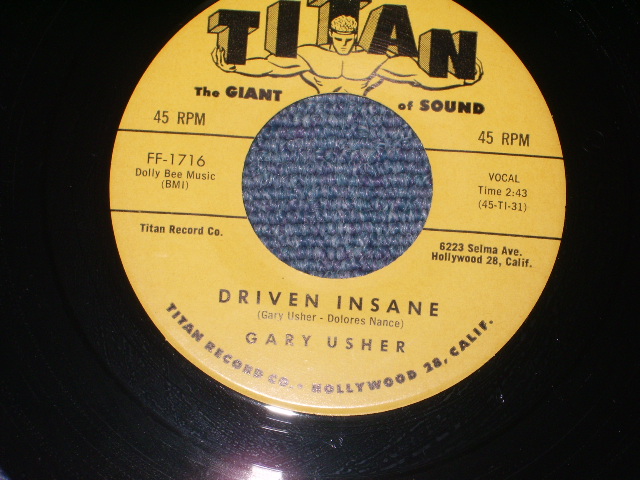 TITAN
The GIANT of SOUND
45 RPM
45 RPM
FF-1716
Dolly Bee Music
(BMI)
VOCAL
Time 2:43
(45-TI-31)
Titan Record Co.
6223 Selma Ave.
Hollywood 28, Calif.
DRIVEN INSANE
(Gary Usher - Dolores Nance)
GARY USHER
TITAN RECORD CO. - HOLLYWOOD 28, CALIF.